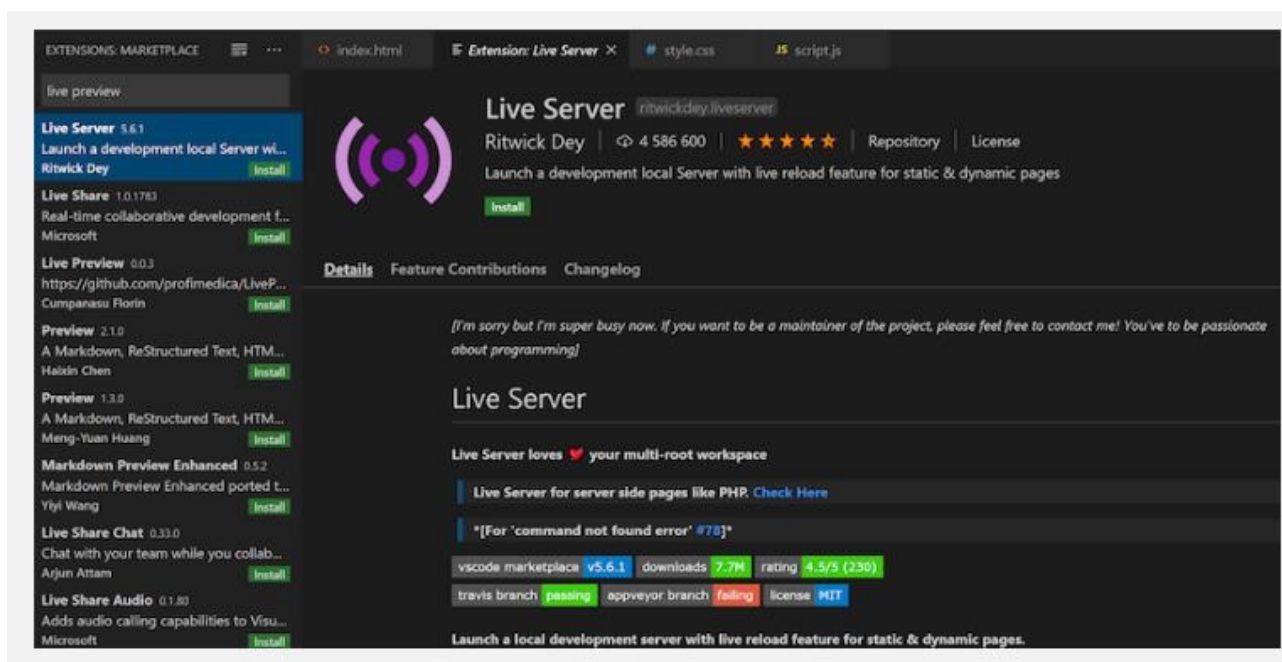 EXTENSIONS: MARKETPLACE
live preview
Live Server 5.6.1
Launch a development local Server wi...
Ritwick Dey Install
Live Share 1.0.1783
Real-time collaborative development f...
Microsoft Install
Live Preview 0.0.3
https://github.com/profimedica/LiveP...
Cumpanasu Florin Install
Preview 2.1.0
A Markdown, ReStructured Text, HTM...
Haixin Chen Install
Preview 1.3.0
A Markdown, ReStructured Text, HTM...
Meng-Yuan Huang Install
Markdown Preview Enhanced 0.5.2
Markdown Preview Enhanced ported t...
Yiyi Wang Install
Live Share Chat 0.33.0
Chat with your team while you collab...
Arjun Attam Install
Live Share Audio 0.1.80
Adds audio calling capabilities to Visu...
Microsoft Install
index.html Extension: Live Server # style.css JS script.js
Live Server ritwickdey.liveserver
Ritwick Dey 4 586 600 Repository License
Launch a development local Server with live reload feature for static & dynamic pages
Install
Details Feature Contributions Changelog
[I'm sorry but I'm super busy now. If you want to be a maintainer of the project, please feel free to contact me! You've to be passionate
about programming]
Live Server
Live Server loves ❤ your multi-root workspace
Live Server for server side pages like PHP. Check Here
*[For 'command not found error' #78]*
vscode marketplace v5.6.1 downloads 7.7M rating 4.5/5 (230)
travis branch passing appveyor branch failing license MIT
Launch a local development server with live reload feature for static & dynamic pages.